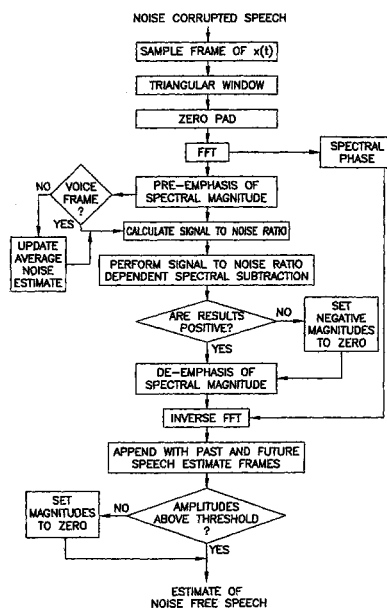 NOISE CORRUPTED SPEECH
SAMPLE FRAME OF x(t)
TRIANGULAR WINDOW
ZERO PAD
FFT
SPECTRAL
PHASE
NO
VOICE
FRAME
?
YES
PRE-EMPHASIS OF
SPECTRAL MAGNITUDE
UPDATE
AVERAGE
NOISE
ESTIMATE
CALCULATE SIGNAL TO NOISE RATIO
PERFORM SIGNAL TO NOISE RATIO
DEPENDENT SPECTRAL SUBTRACTION
ARE RESULTS
POSITIVE?
NO
YES
SET
NEGATIVE
MAGNITUDES
TO ZERO
DE-EMPHASIS OF
SPECTRAL MAGNITUDE
INVERSE FFT
APPEND WITH PAST AND FUTURE
SPEECH ESTIMATE FRAMES
SET
MAGNITUDES
TO ZERO
NO
AMPLITUDES
ABOVE THRESHOLD
?
YES
ESTIMATE OF
NOISE FREE SPEECH